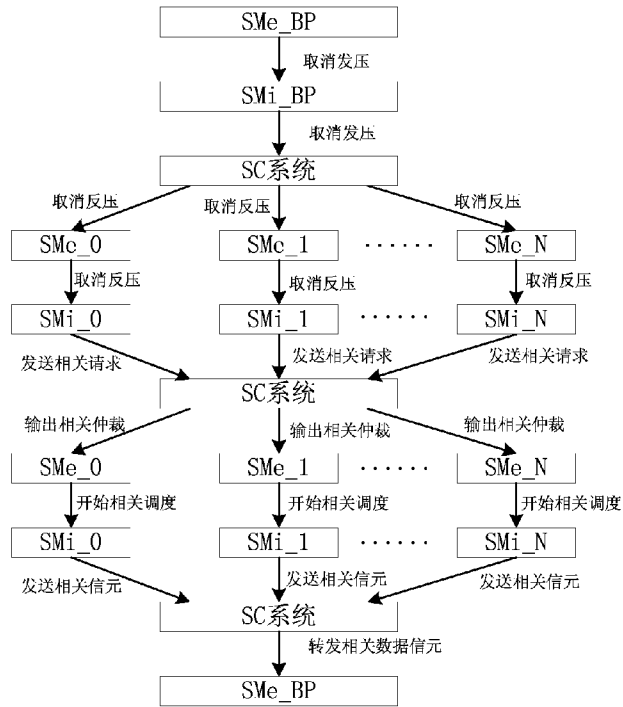 SMe_BP
取消发压
SMi_BP
取消发压
SC系统
取消反压 取消反压 取消反压
SMe_0 SMe_1 ······ SMe_N
取消反压 取消反压 取消反压
SMi_0 SMi_1 ······ SMi_N
发送相关请求 发送相关请求 发送相关请求
SC系统
输出相关仲裁 输出相关仲裁 输出相关仲裁
SMe_0 SMe_1 ······ SMe_N
开始相关调度 开始相关调度 开始相关调度
SMi_0 SMi_1 ······ SMi_N
发送相关信元 发送相关信元 发送相关信元
SC系统
转发相关数据信元
SMe_BP